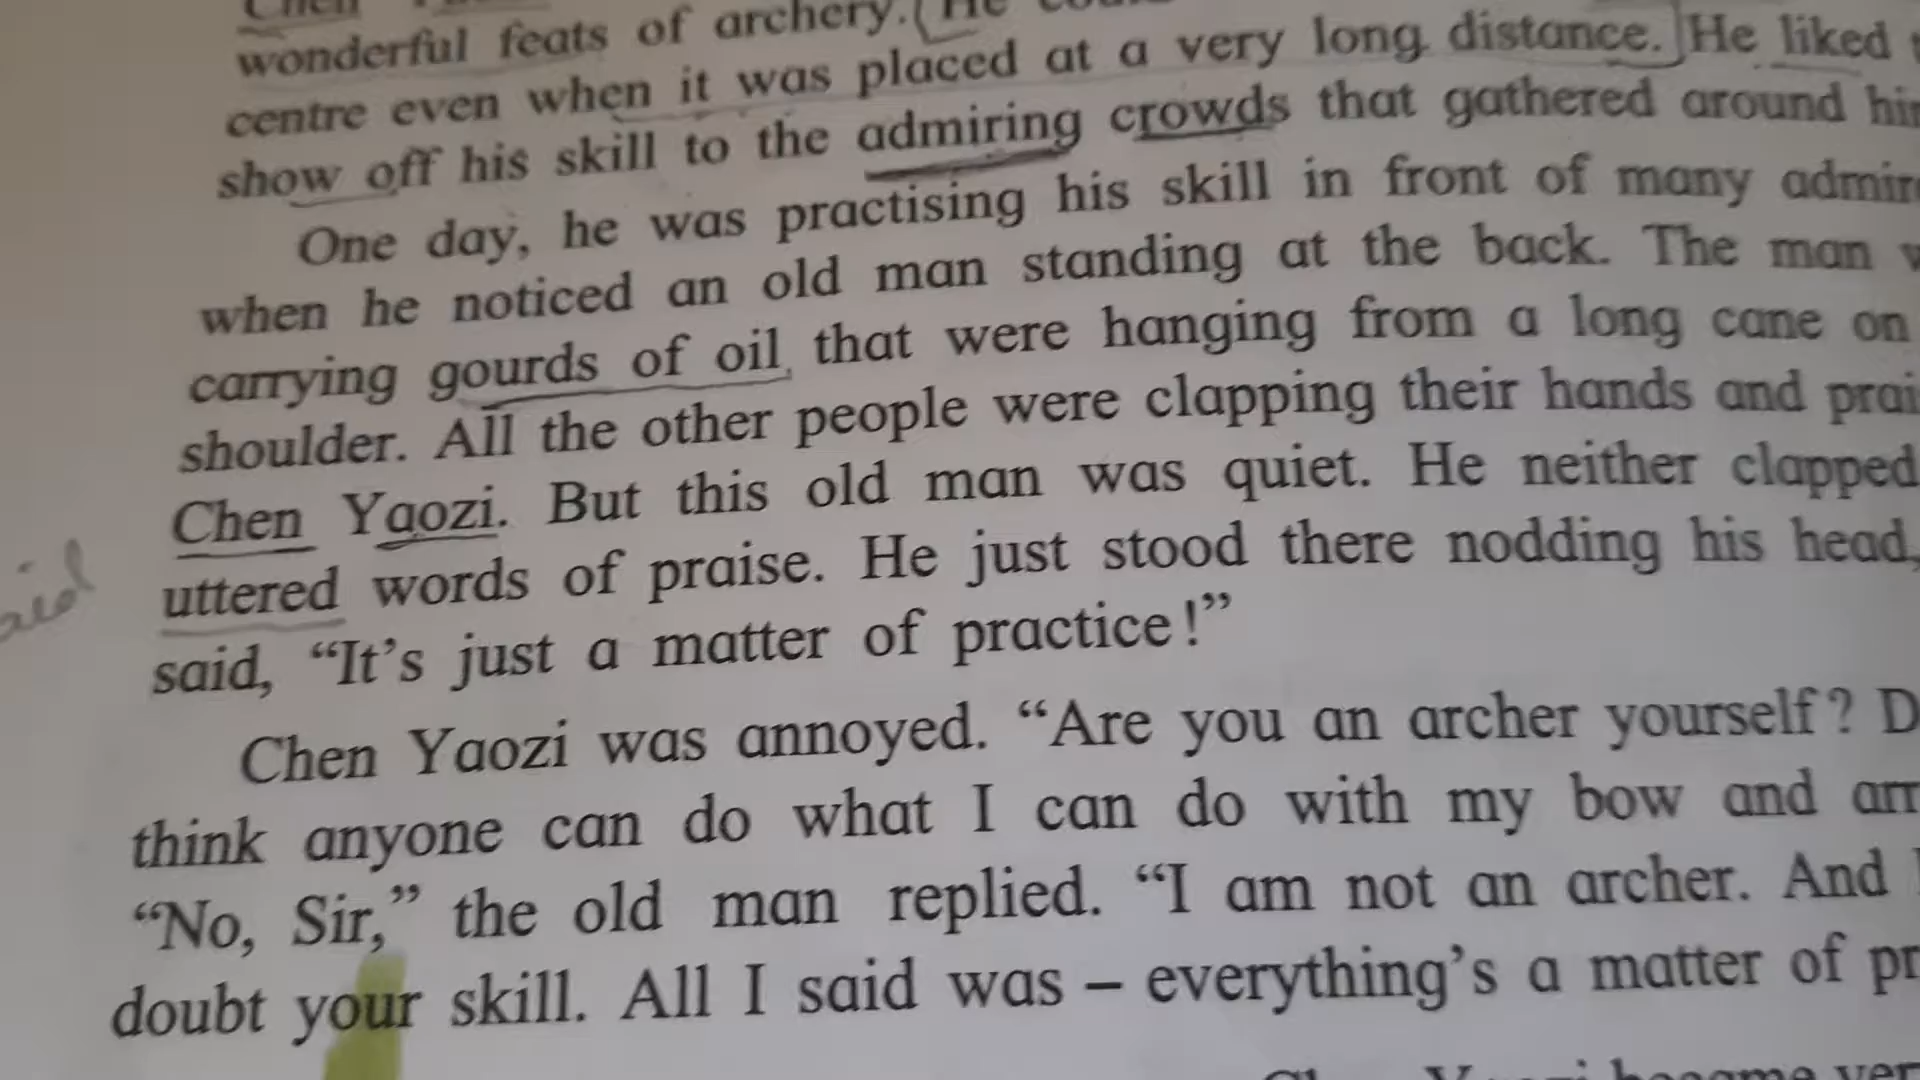 Chen
wonderful feats of archery. He
centre even when it was placed at a very long distance. He liked
show off his skill to the admiring crowds that gathered around
One day, he was practising his skill in front of many
when he noticed an old man standing at the back. The man
carrying gourds of oil that were hanging from a long cane on
shoulder. All the other people were clapping their hands and
Chen Yaozi. But this old man was quiet. He neither clapped
uttered words of praise. He just stood there nodding his head,
said, “It’s just a matter of practice!”
Chen Yaozi was annoyed. “Are you an archer yourself? D
think anyone can do what I can do with my bow and
“No, Sir,” the old man replied. “I am not an archer. And
doubt your skill. All I said was – everything’s a matter of